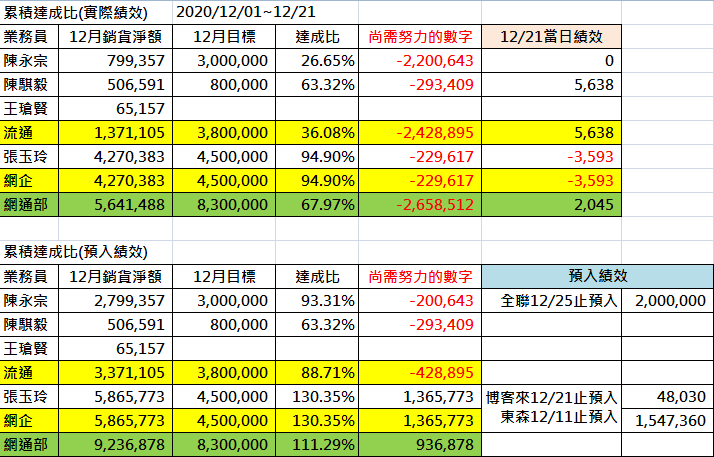 累積達成比(實際績效) 2020/12/01~12/21
業務員 12月銷貨淨額 12月目標 達成比 尚需努力的數字 12/21當日績效
陳永宗 799,357 3,000,000 26.65% -2,200,643 0
陳騏毅 506,591 800,000 63.32% -293,409 5,638
王瑲賢 65,157
流通 1,371,105 3,800,000 36.08% -2,428,895 5,638
張玉玲 4,270,383 4,500,000 94.90% -229,617 -3,593
網企 4,270,383 4,500,000 94.90% -229,617 -3,593
網通部 5,641,488 8,300,000 67.97% -2,658,512 2,045
累積達成比(預入績效)
業務員 12月銷貨淨額 12月目標 達成比 尚需努力的數字 預入績效
陳永宗 2,799,357 3,000,000 93.31% -200,643 全聯12/25止預入 2,000,000
陳騏毅 506,591 800,000 63.32% -293,409
王瑲賢 65,157
流通 3,371,105 3,800,000 88.71% -428,895
張玉玲 5,865,773 4,500,000 130.35% 1,365,773 博客來12/21止預入 48,030
網企 5,865,773 4,500,000 130.35% 1,365,773 東森12/11止預入 1,547,360
網通部 9,236,878 8,300,000 111.29% 936,878